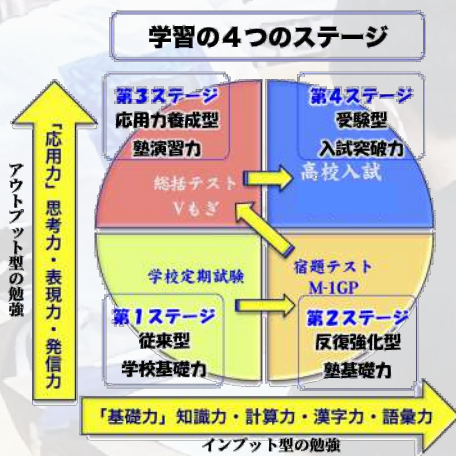 学習の４つのステージ
第３ステージ
応用力養成型
塾演習力
第４ステージ
受験型
入試突破力
総括テスト
Ｖもぎ
高校入試
学校定期試験
宿題テスト
M-1GP
第１ステージ
従来型
学校基礎力
第２ステージ
反復強化型
塾基礎力
「応用力」思考力・表現力・発信力
アウトプット型の勉強
「基礎力」知識力・計算力・漢字力・語彙力
インプット型の勉強